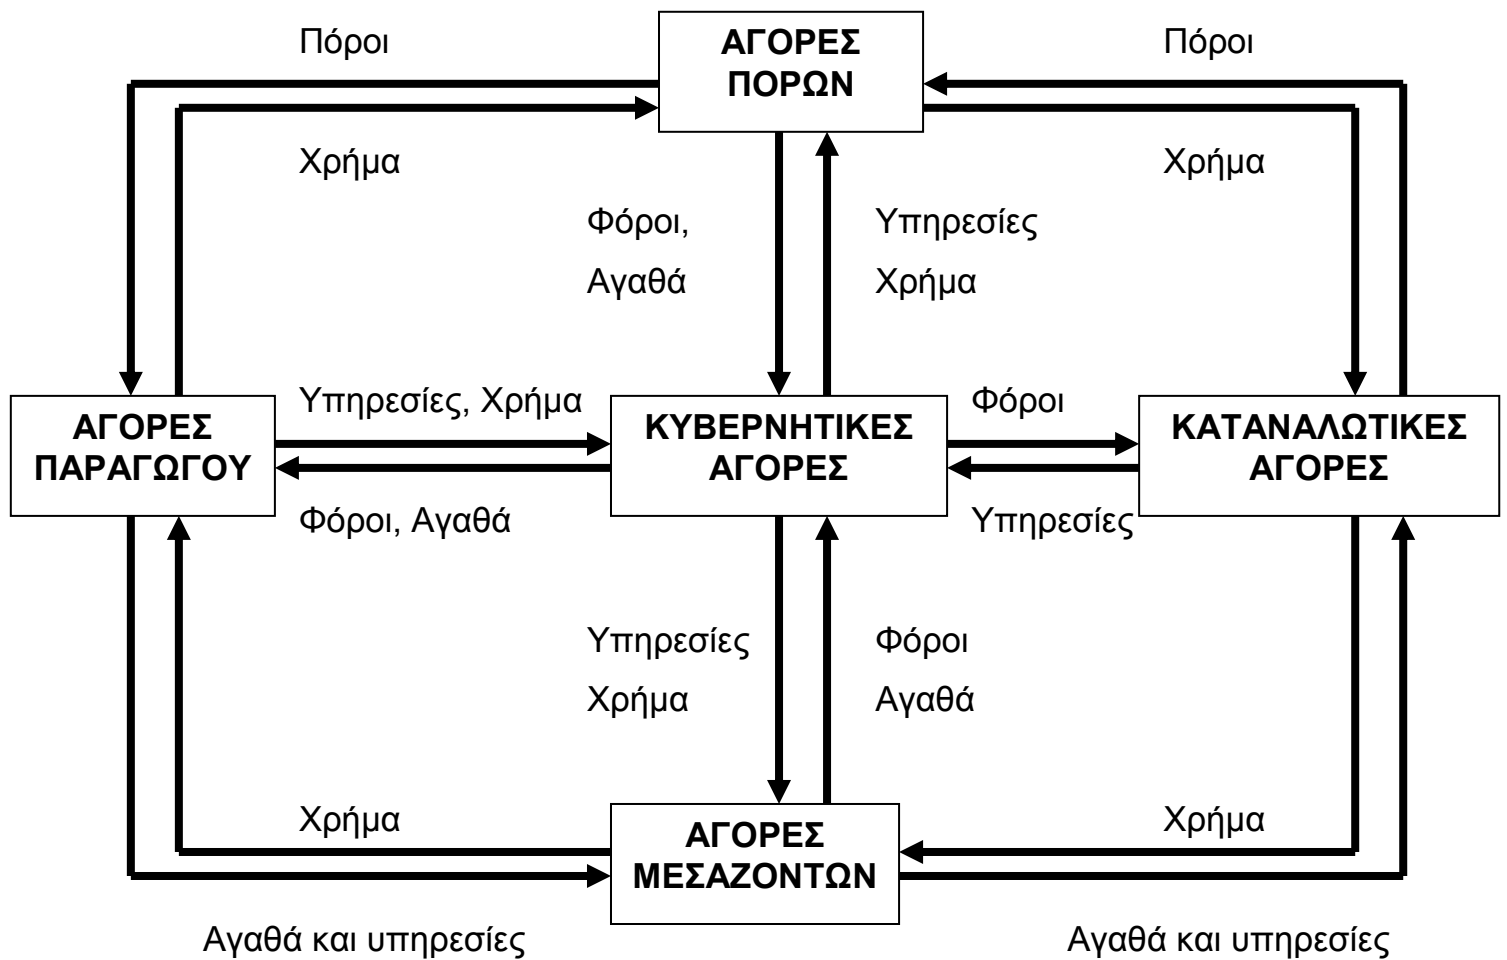 Πόροι
ΑΓΟΡΕΣ
ΠΟΡΩΝ
Πόροι
Χρήμα
Χρήμα
Φόροι,
Αγαθά
Υπηρεσίες
Χρήμα
ΑΓΟΡΕΣ
ΠΑΡΑΓΩΓΟΥ
Υπηρεσίες, Χρήμα
Φόροι, Αγαθά
ΚΥΒΕΡΝΗΤΙΚΕΣ
ΑΓΟΡΕΣ
Φόροι
Υπηρεσίες
ΚΑΤΑΝΑΛΩΤΙΚΕΣ
ΑΓΟΡΕΣ
Υπηρεσίες
Χρήμα
Φόροι
Αγαθά
Χρήμα
ΑΓΟΡΕΣ
ΜΕΣΑΖΟΝΤΩΝ
Χρήμα
Αγαθά και υπηρεσίες
Αγαθά και υπηρεσίες